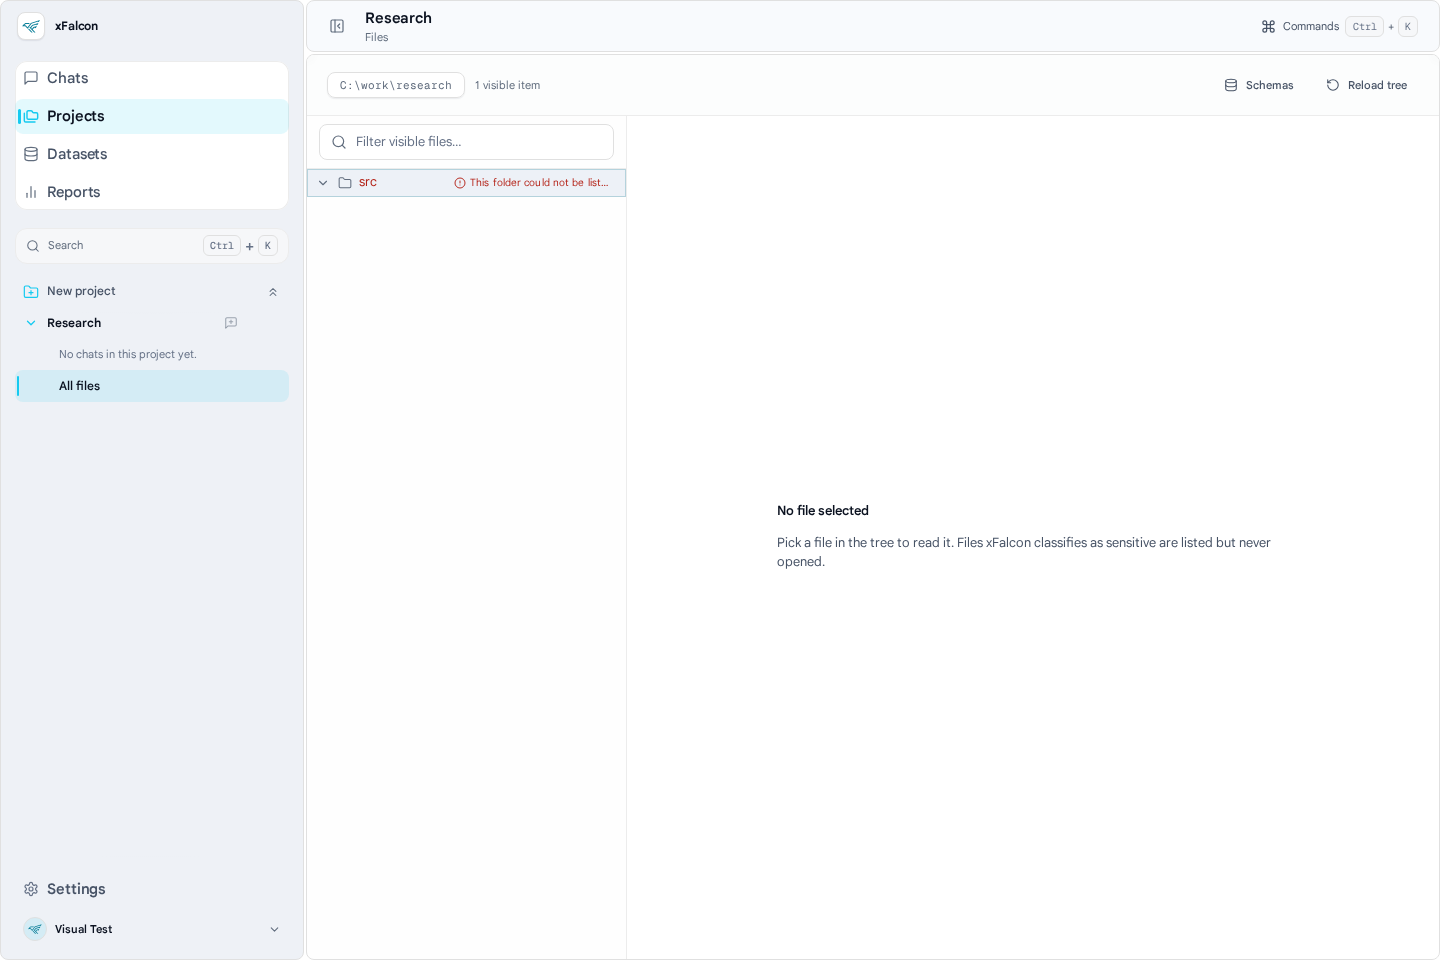 xFalcon
Chats
Projects
Datasets
Reports
Search Ctrl + K
New project
Research
No chats in this project yet.
All files
Settings
Visual Test
Research
Files
Commands Ctrl + K
C:\work\research 1 visible item
Schemas Reload tree
Filter visible files...
src This folder could not be list...
No file selected
Pick a file in the tree to read it. Files xFalcon classifies as sensitive are listed but never
opened.